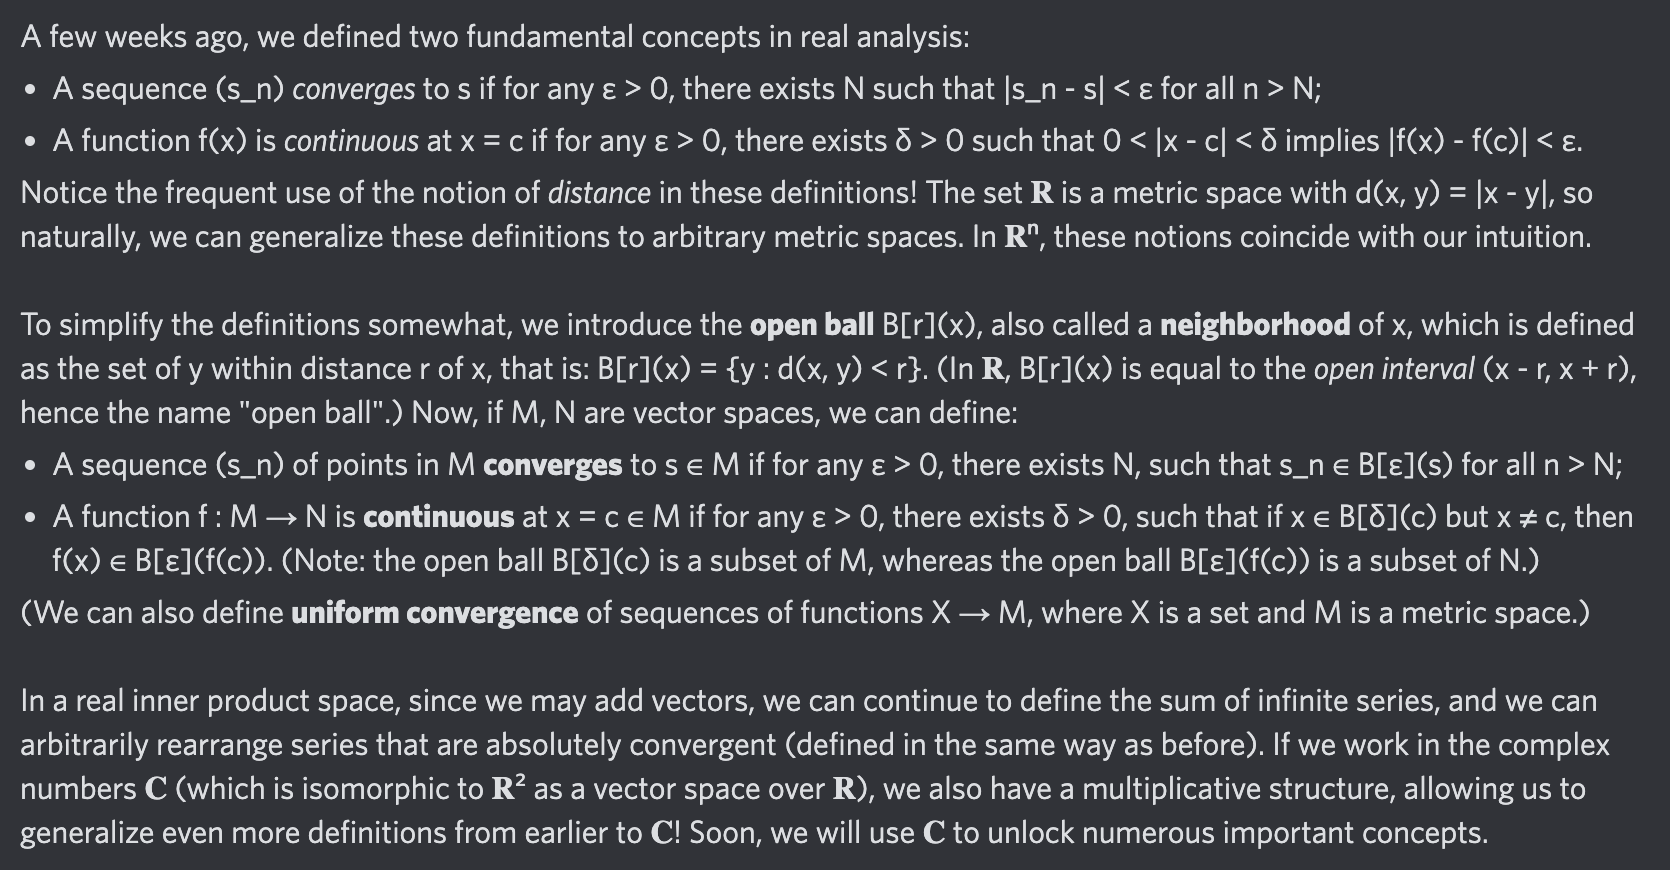 A few weeks ago, we defined two fundamental concepts in real analysis:
• A sequence (s_n) converges to s if for any ε > 0, there exists N such that |s_n - s| < ε for all n > N;
• A function f(x) is continuous at x = c if for any ε > 0, there exists δ > 0 such that 0 < |x - c| < δ implies |f(x) - f(c)| < ε.
Notice the frequent use of the notion of distance in these definitions! The set R is a metric space with d(x, y) = |x - y|, so
naturally, we can generalize these definitions to arbitrary metric spaces. In Rⁿ, these notions coincide with our intuition.
To simplify the definitions somewhat, we introduce the open ball B[r](x), also called a neighborhood of x, which is defined
as the set of y within distance r of x, that is: B[r](x) = {y : d(x, y) < r}. (In R, B[r](x) is equal to the open interval (x - r, x + r),
hence the name "open ball".) Now, if M, N are vector spaces, we can define:
• A sequence (s_n) of points in M converges to s ∈ M if for any ε > 0, there exists N, such that s_n ∈ B[ε](s) for all n > N;
• A function f : M → N is continuous at x = c ∈ M if for any ε > 0, there exists δ > 0, such that if x ∈ B[δ](c) but x ≠ c, then
f(x) ∈ B[ε](f(c)). (Note: the open ball B[δ](c) is a subset of M, whereas the open ball B[ε](f(c)) is a subset of N.)
(We can also define uniform convergence of sequences of functions X → M, where X is a set and M is a metric space.)
In a real inner product space, since we may add vectors, we can continue to define the sum of infinite series, and we can
arbitrarily rearrange series that are absolutely convergent (defined in the same way as before). If we work in the complex
numbers C (which is isomorphic to R² as a vector space over R), we also have a multiplicative structure, allowing us to
generalize even more definitions from earlier to C! Soon, we will use C to unlock numerous important concepts.